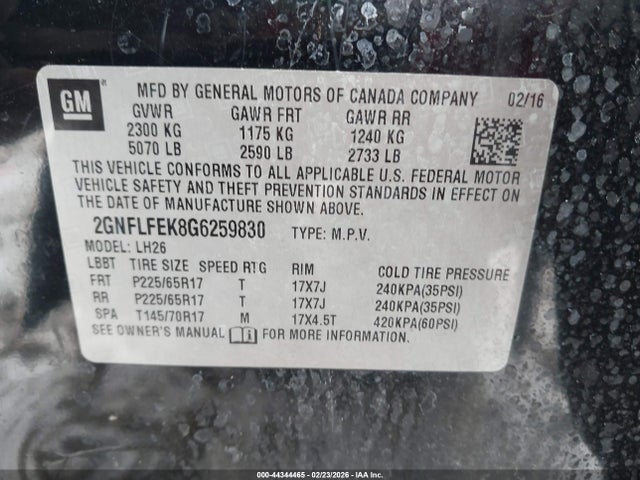 GM
MFD BY GENERAL MOTORS OF CANADA COMPANY 02/16
GVWR GAWR FRT GAWR RR
2300 KG 1175 KG 1240 KG
5070 LB 2590 LB 2733 LB
THIS VEHICLE CONFORMS TO ALL APPLICABLE U.S. FEDERAL MOTOR
VEHICLE SAFETY AND THEFT PREVENTION STANDARDS IN EFFECT ON
THE DATE OF MANUFACTURE SHOWN ABOVE.
2GNFLFEK8G6259830 TYPE: M.P.V.
MODEL: LH26
LBBT TIRE SIZE SPEED RTG RIM COLD TIRE PRESSURE
FRT P225/65R17 T 17X7J 240KPA(35PSI)
RR P225/65R17 T 17X7J 240KPA(35PSI)
SPA T145/70R17 M 17X4.5T 420KPA(60PSI)
SEE OWNER'S MANUAL FOR MORE INFORMATION.
000-44344465 - 02/23/2026 - IAA Inc.